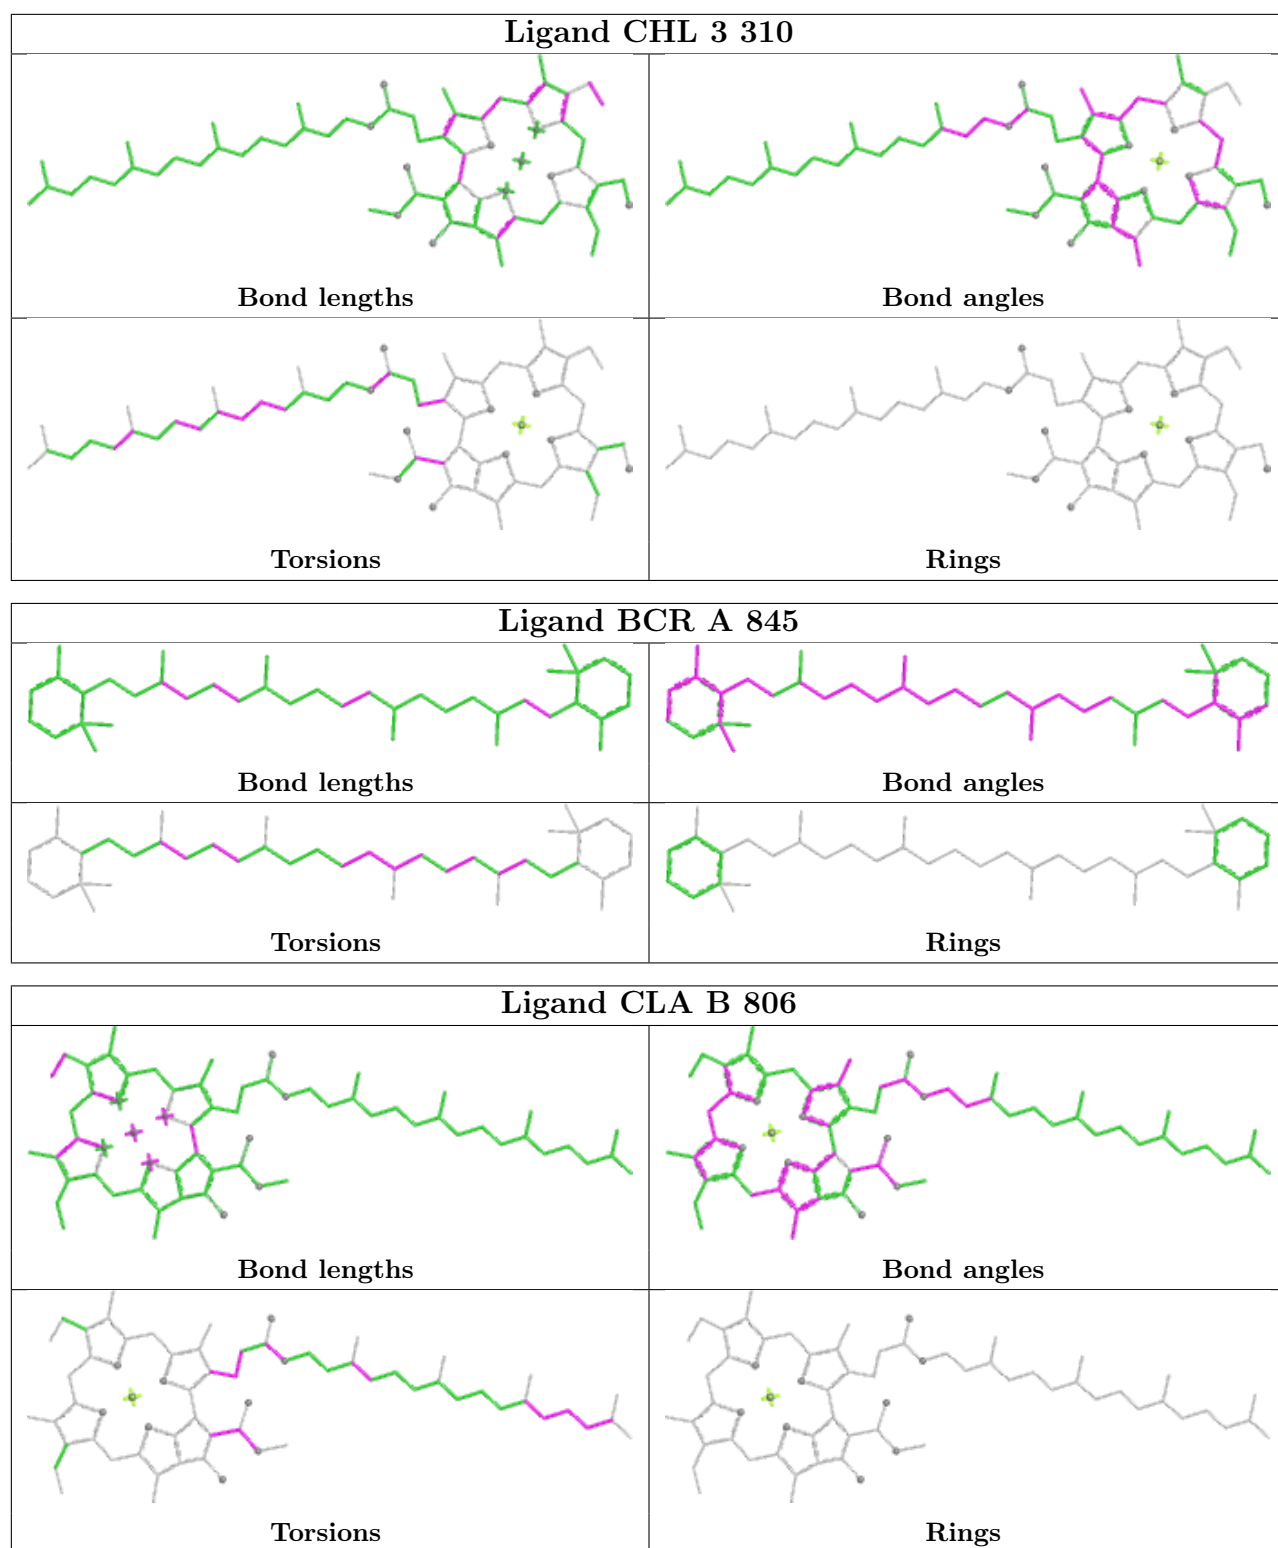 Ligand CHL 3 310
Bond lengths
Bond angles
Torsions
Rings
Ligand BCR A 845
Bond lengths
Bond angles
Torsions
Rings
Ligand CLA B 806
Bond lengths
Bond angles
Torsions
Rings